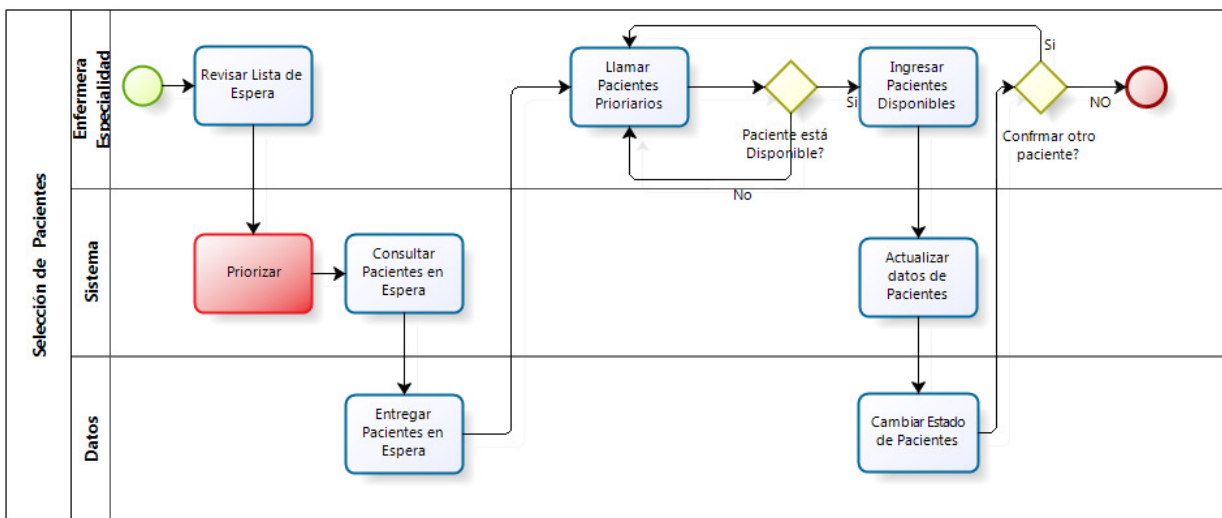 Selección de Pacientes
Enfermera
Especialidad
Revisar Lista de
Espera
Llamar
Pacientes
Prioriarios
Paciente está
Disponible?
Si
No
Ingresar
Pacientes
Disponibles
Si
NO
Confrmar otro
paciente?
Sistema
Priorizar
Consultar
Pacientes en
Espera
Actualizar
datos de
Pacientes
Datos
Entregar
Pacientes en
Espera
Cambiar Estado
de Pacientes